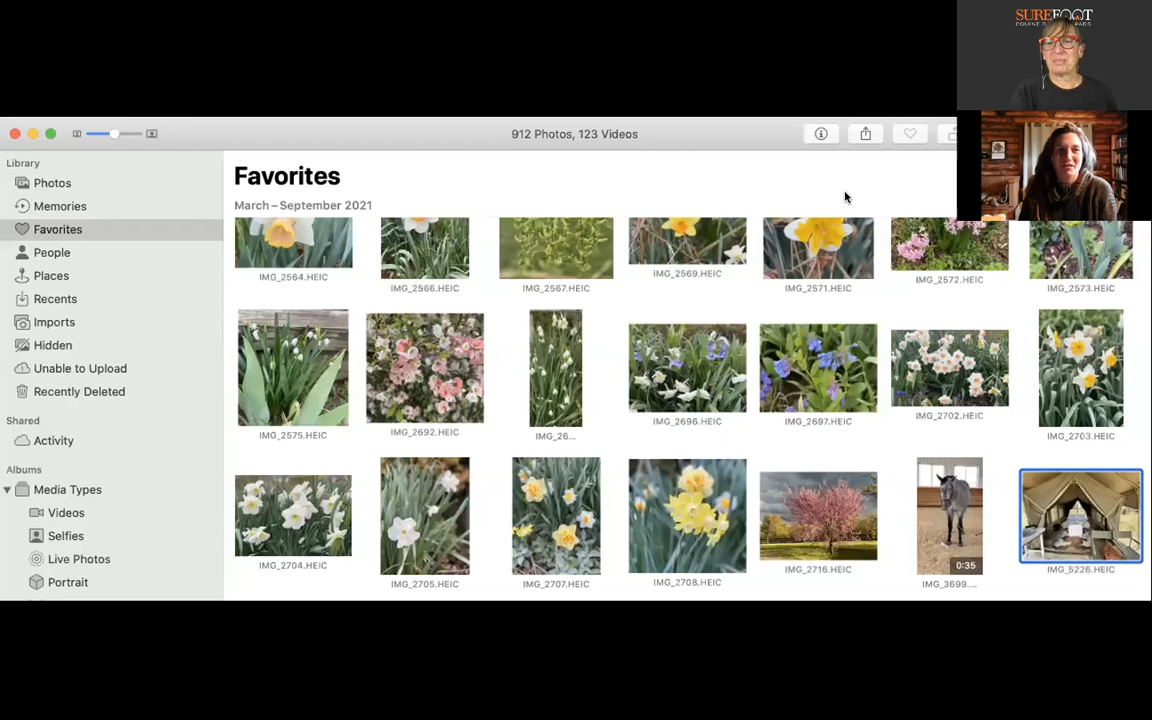 SUREFOOT
912 Photos, 123 Videos
Library
Photos
Memories
Favorites
People
Places
Recents
Imports
Hidden
Unable to Upload
Recently Deleted
Shared
Activity
Albums
Media Types
Videos
Selfies
Live Photos
Portrait
Favorites
March – September 2021
IMG_2564.HEIC
IMG_2566.HEIC
IMG_2567.HEIC
IMG_2569.HEIC
IMG_2571.HEIC
IMG_2572.HEIC
IMG_2573.HEIC
IMG_2575.HEIC
IMG_2692.HEIC
IMG_26...
IMG_2696.HEIC
IMG_2697.HEIC
IMG_2702.HEIC
IMG_2703.HEIC
IMG_2704.HEIC
IMG_2705.HEIC
IMG_2707.HEIC
IMG_2708.HEIC
IMG_2716.HEIC
0:35
IMG_3699....
IMG_5226.HEIC